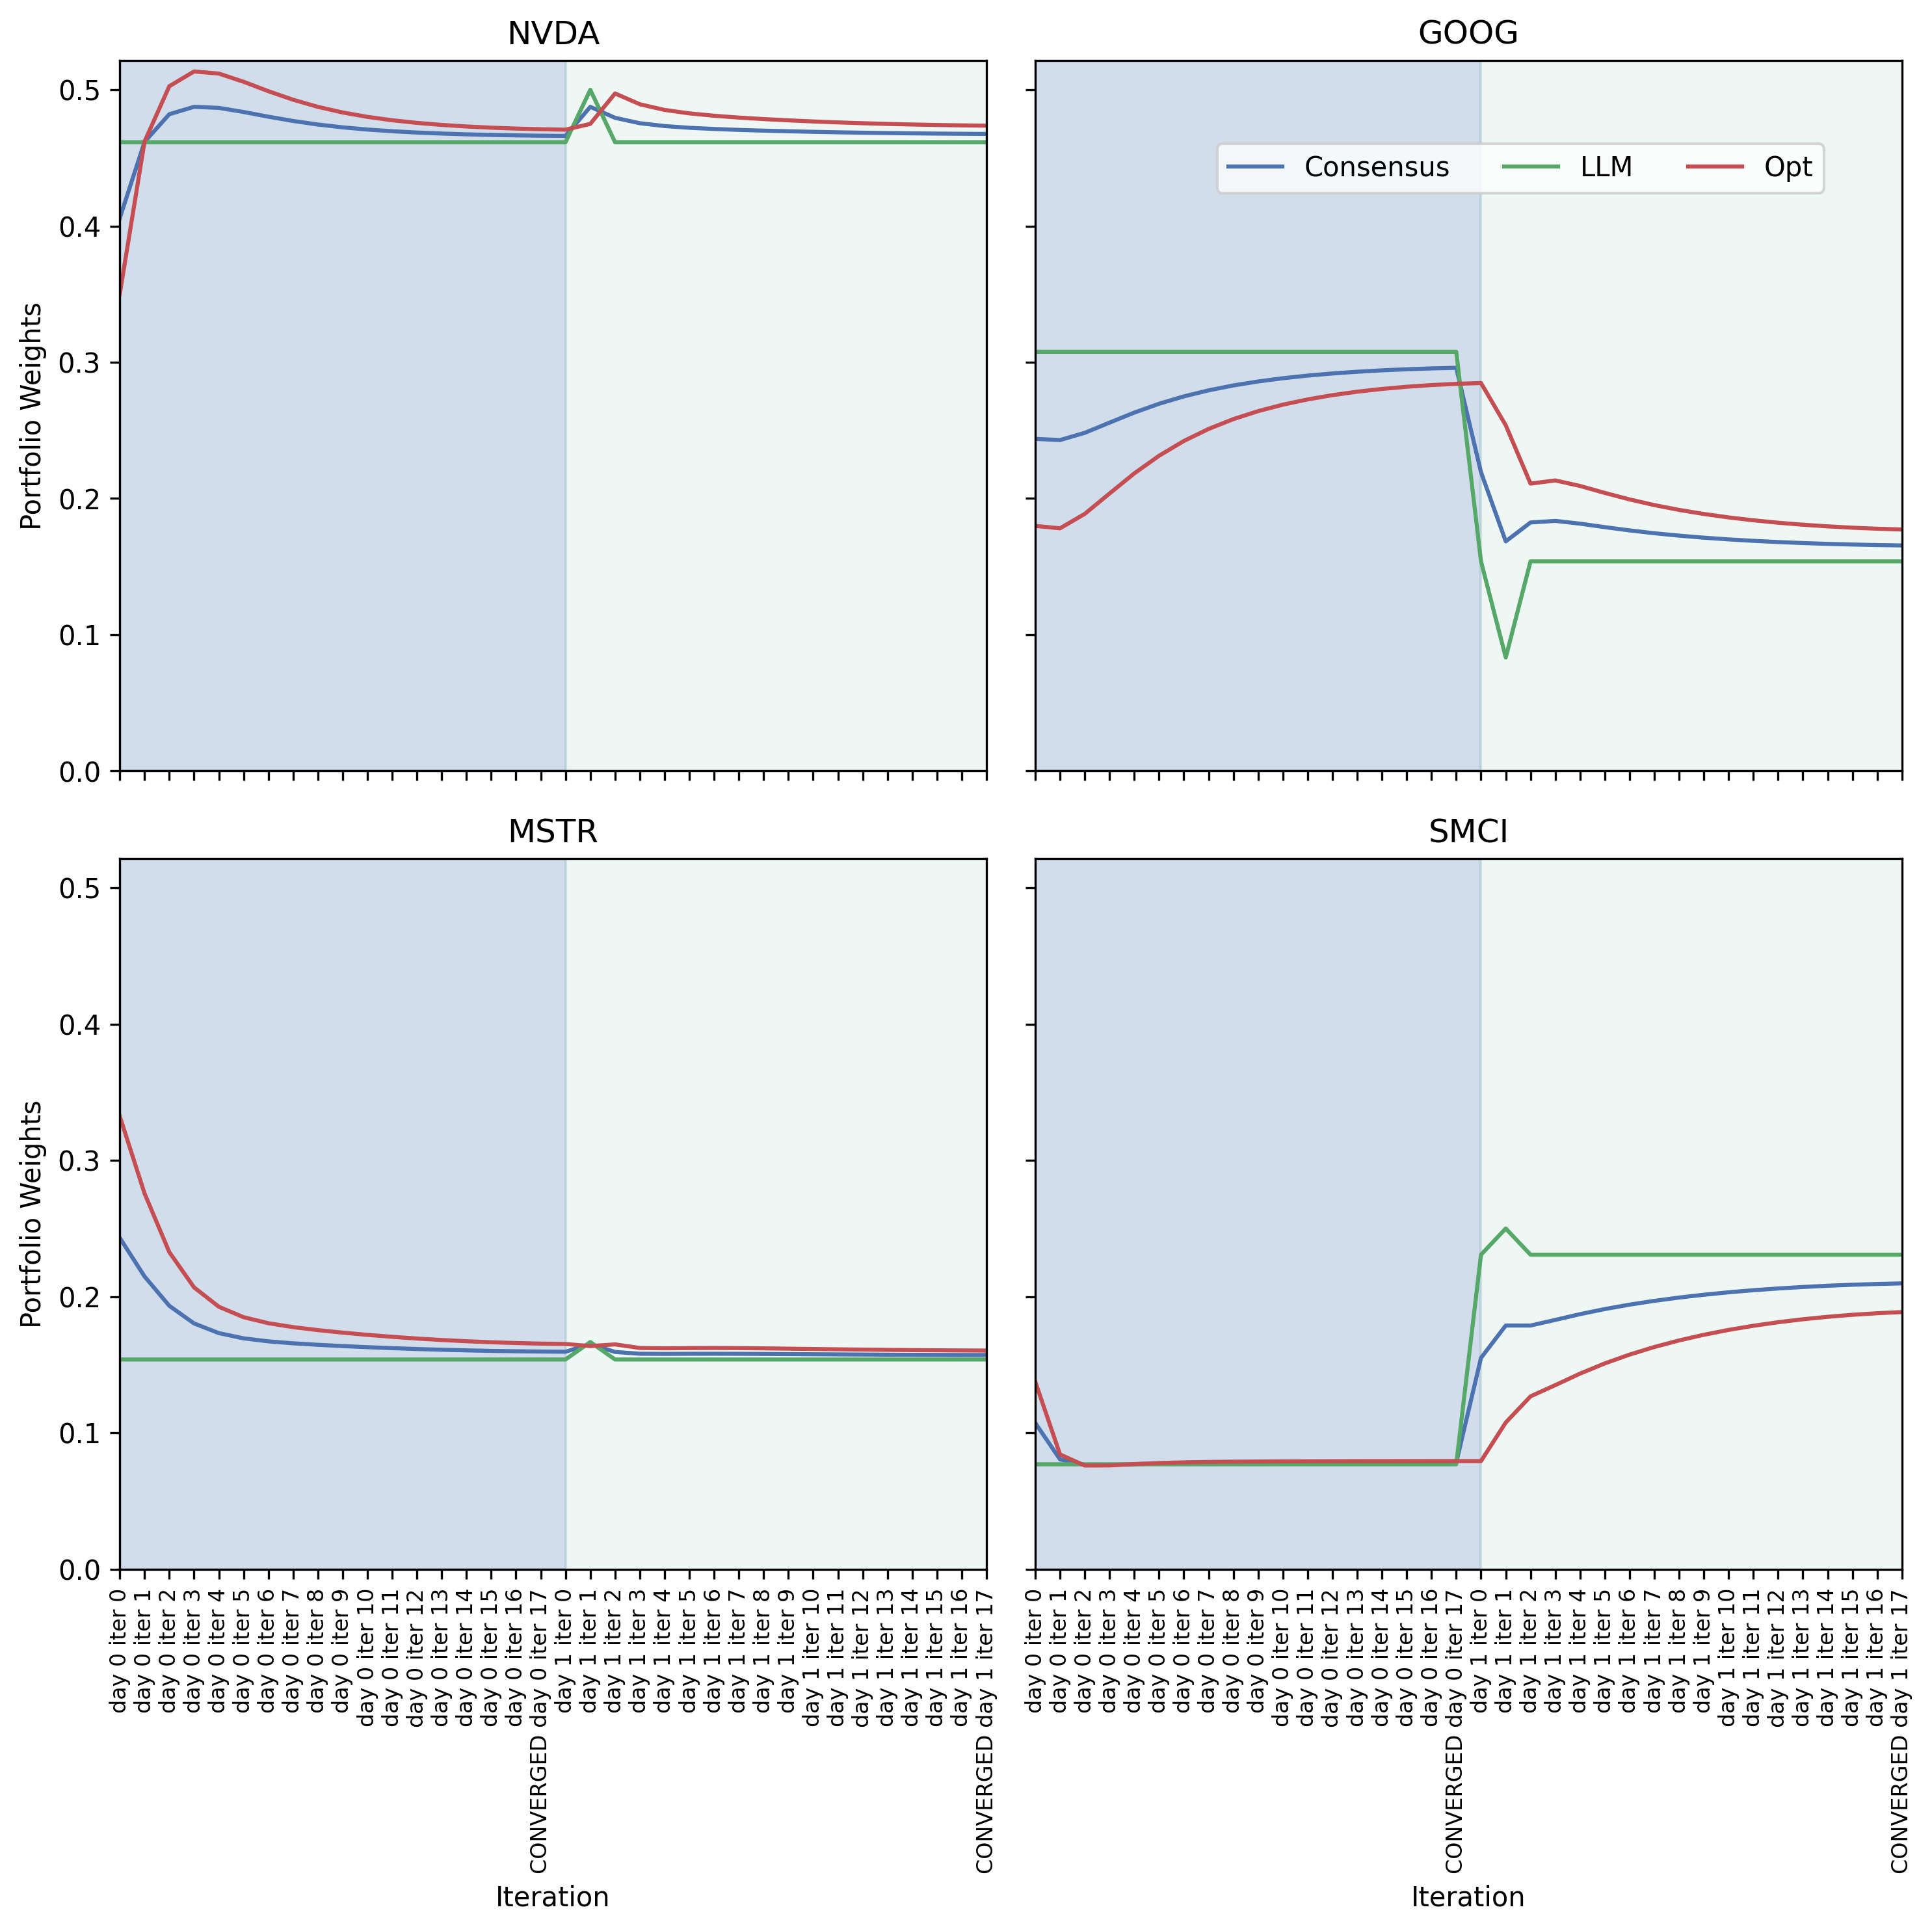 NVDA
GOOG
Portfolio Weights
0.5
0.4
0.3
0.2
0.1
0.0
Consensus LLM Opt
MSTR
SMCI
Portfolio Weights
0.5
0.4
0.3
0.2
0.1
0.0
day 0 iter 0
day 0 iter 1
day 0 iter 2
day 0 iter 3
day 0 iter 4
day 0 iter 5
day 0 iter 6
day 0 iter 7
day 0 iter 8
day 0 iter 9
day 0 iter 10
day 0 iter 11
day 0 iter 12
day 0 iter 13
day 0 iter 14
day 0 iter 15
day 0 iter 16
CONVERGED day 0 iter 17
day 1 iter 0
day 1 iter 1
day 1 iter 2
day 1 iter 3
day 1 iter 4
day 1 iter 5
day 1 iter 6
day 1 iter 7
day 1 iter 8
day 1 iter 9
day 1 iter 10
day 1 iter 11
day 1 iter 12
day 1 iter 13
day 1 iter 14
day 1 iter 15
day 1 iter 16
CONVERGED day 1 iter 17
Iteration
day 0 iter 0
day 0 iter 1
day 0 iter 2
day 0 iter 3
day 0 iter 4
day 0 iter 5
day 0 iter 6
day 0 iter 7
day 0 iter 8
day 0 iter 9
day 0 iter 10
day 0 iter 11
day 0 iter 12
day 0 iter 13
day 0 iter 14
day 0 iter 15
day 0 iter 16
CONVERGED day 0 iter 17
day 1 iter 0
day 1 iter 1
day 1 iter 2
day 1 iter 3
day 1 iter 4
day 1 iter 5
day 1 iter 6
day 1 iter 7
day 1 iter 8
day 1 iter 9
day 1 iter 10
day 1 iter 11
day 1 iter 12
day 1 iter 13
day 1 iter 14
day 1 iter 15
day 1 iter 16
CONVERGED day 1 iter 17
Iteration